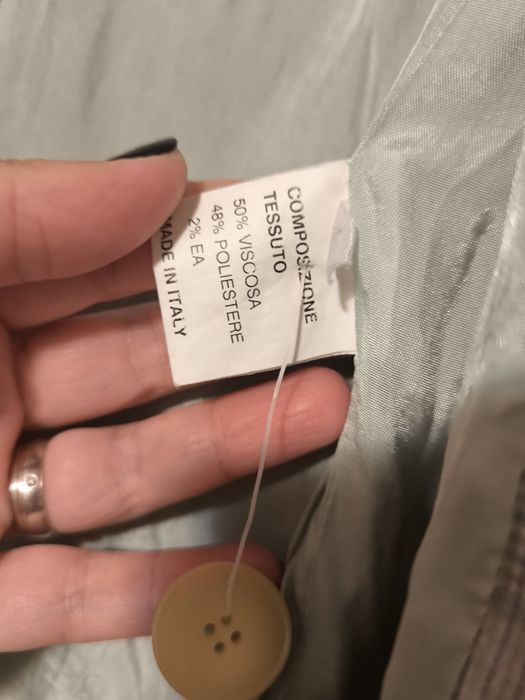 COMPOSIZIONE
TESSUTO
50% VISCOSA
48% POLIESTERE
2% EA
MADE IN ITALY